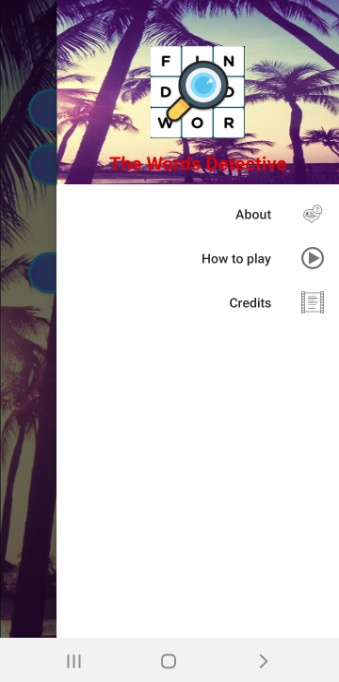 F I N
D D
W O R
The Words Detective
About
How to play
Credits